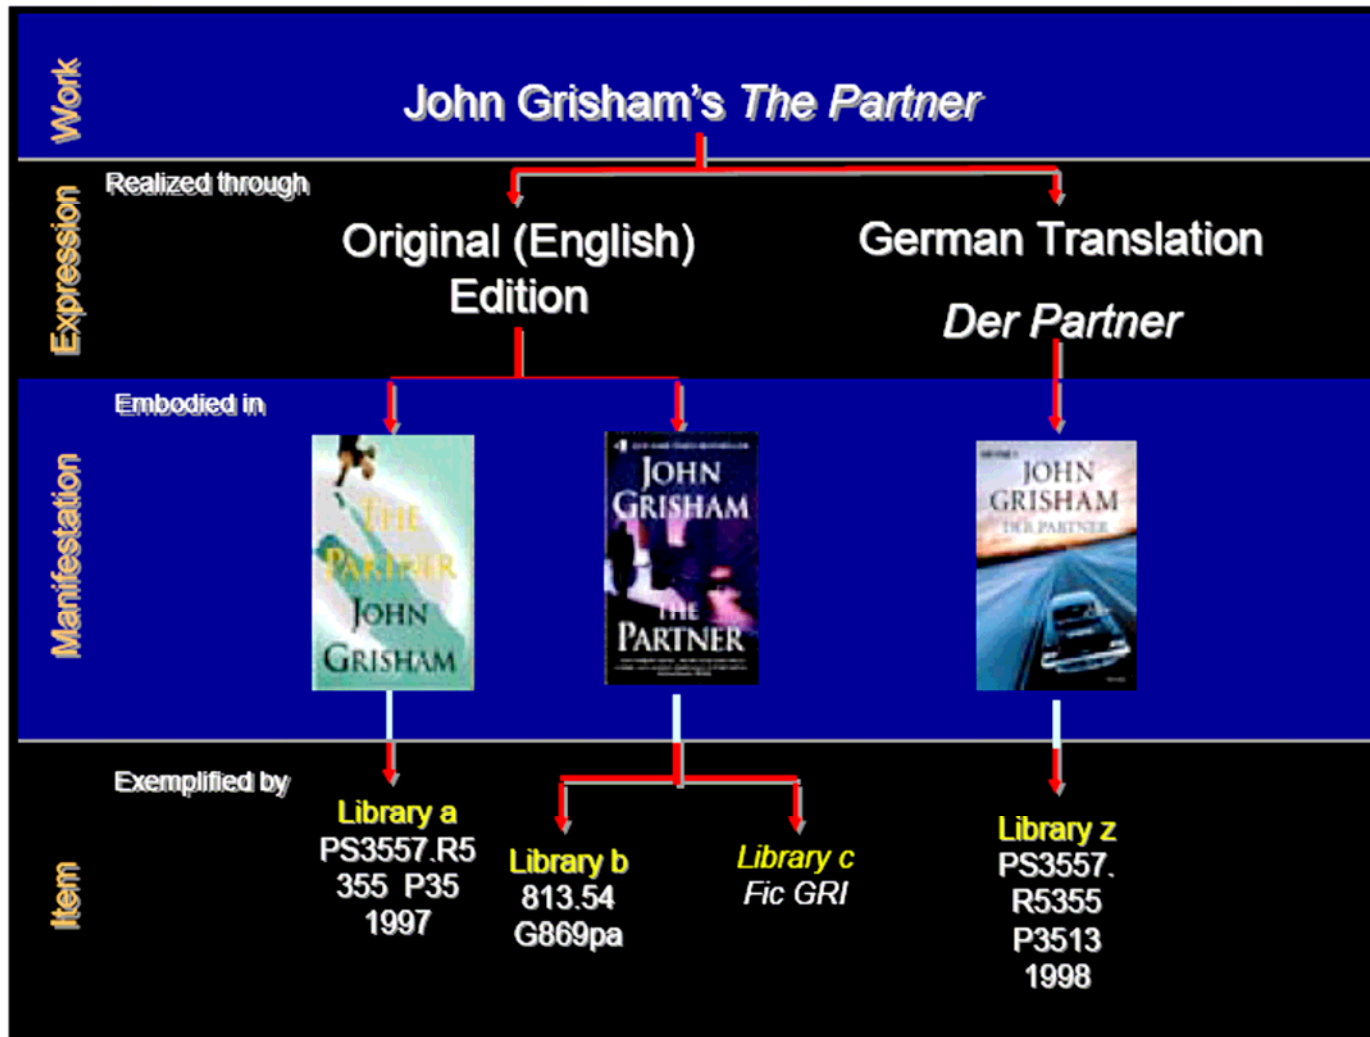 Work
John Grisham's The Partner
Expression
Realized through
Original (English)
Edition
German Translation
Der Partner
Manifestation
Embodied in
THE
PARTNER
JOHN
GRISHAM
JOHN
GRISHAM
THE
PARTNER
JOHN
GRISHAM
DER PARTNER
Item
Exemplified by
Library a
PS3557.R5
355 P35
1997
Library b
813.54
G869pa
Library c
Fic GRI
Library z
PS3557.
R5355
P3513
1998